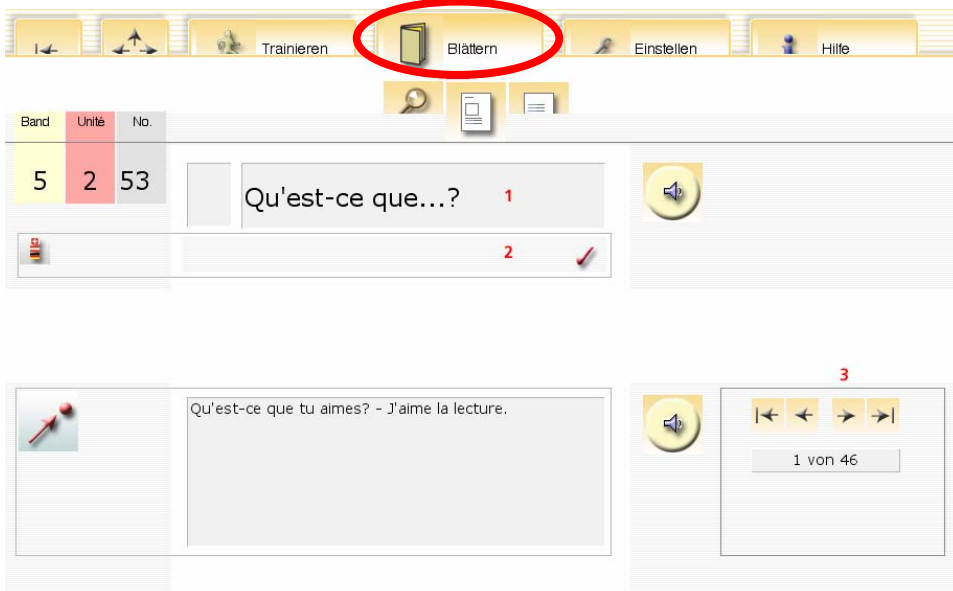 Trainieren
Blättern
Einstellen
Hilfe
Band Unité No.
5 2 53
Qu'est-ce que...? 1
2
3
Qu'est-ce que tu aimes? - J'aime la lecture.
1 von 46